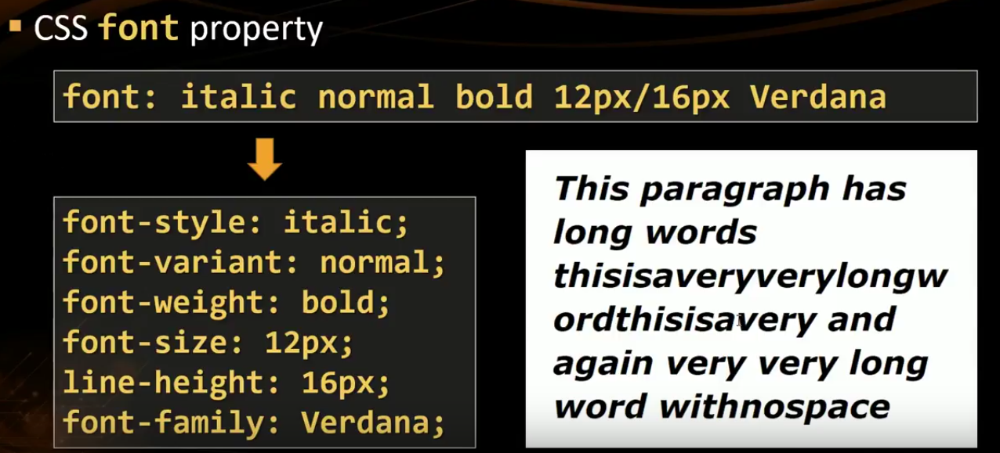 CSS font property
font: italic normal bold 12px/16px Verdana
font-style: italic;
font-variant: normal;
font-weight: bold;
font-size: 12px;
line-height: 16px;
font-family: Verdana;
This paragraph has
long words
thisisaveryverylongw
ordthisisavery and
again very very long
word withnospace